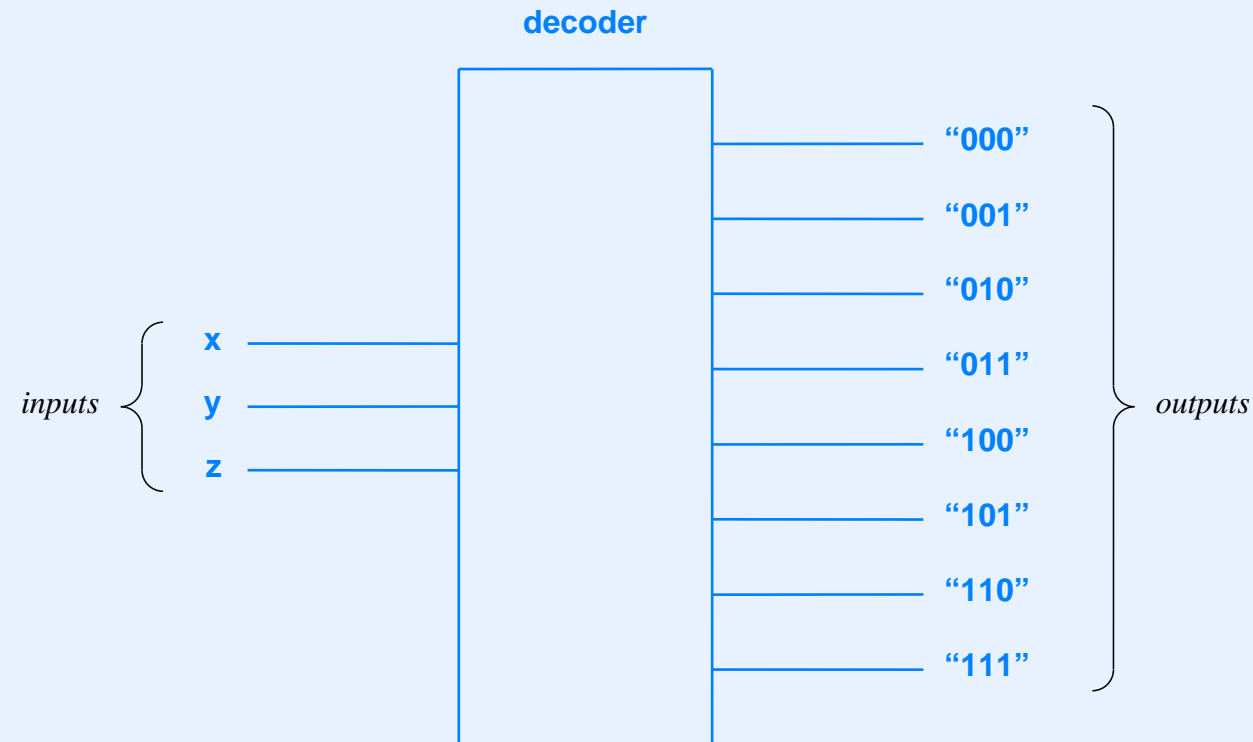 decoder
“000”
“001”
“010”
x
“011”
inputs
y
outputs
“100”
z
“101”
“110”
“111”